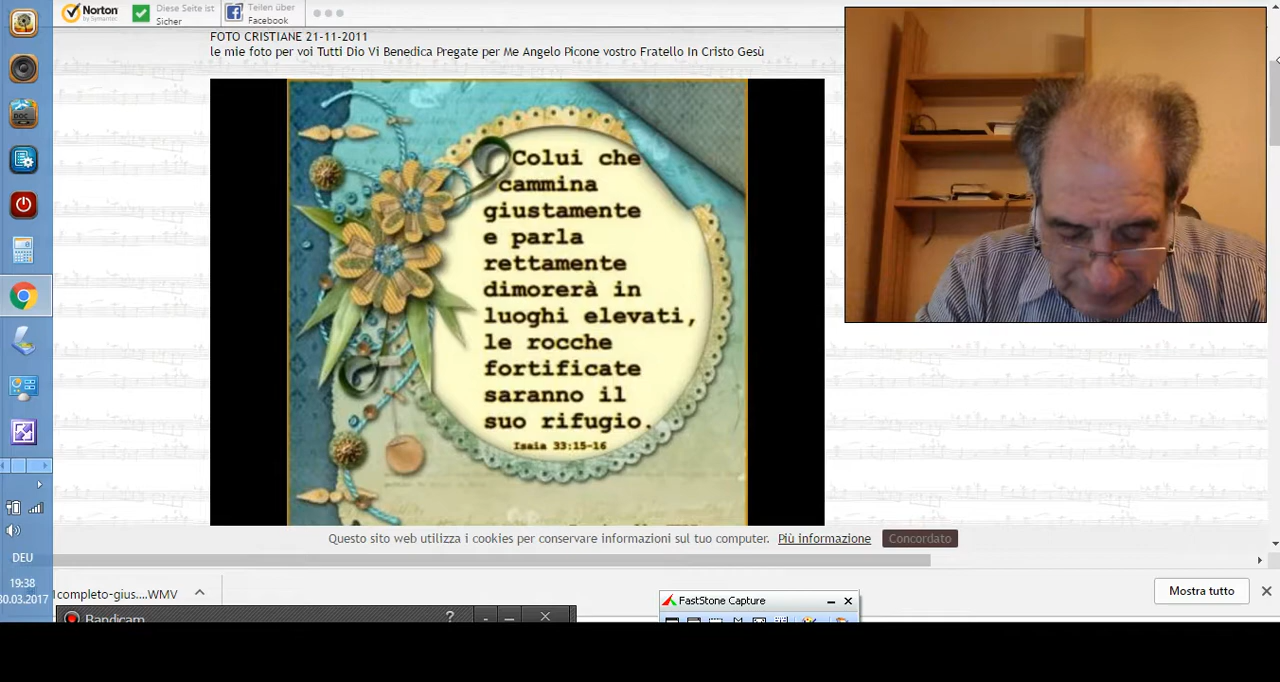 Norton
by Symantec
Diese Seite ist
Sicher
Teilen über
Facebook
FOTO CRISTIANE 21-11-2011
le mie foto per voi Tutti Dio Vi Benedica Pregate per Me Angelo Picone vostro Fratello In Cristo Gesù
Colui che
cammina
giustamente
e parla
rettamente
dimorerà in
luoghi elevati,
le rocche
fortificate
saranno il
suo rifugio.
Isaia 33:15-16
Questo sito web utilizza i cookies per conservare informazioni sul tuo computer. Più informazione Concordato
DOC
DEU
19:38
30.03.2017
completo-gius....WMV
Mostra tutto
Bandicam
FastStone Capture